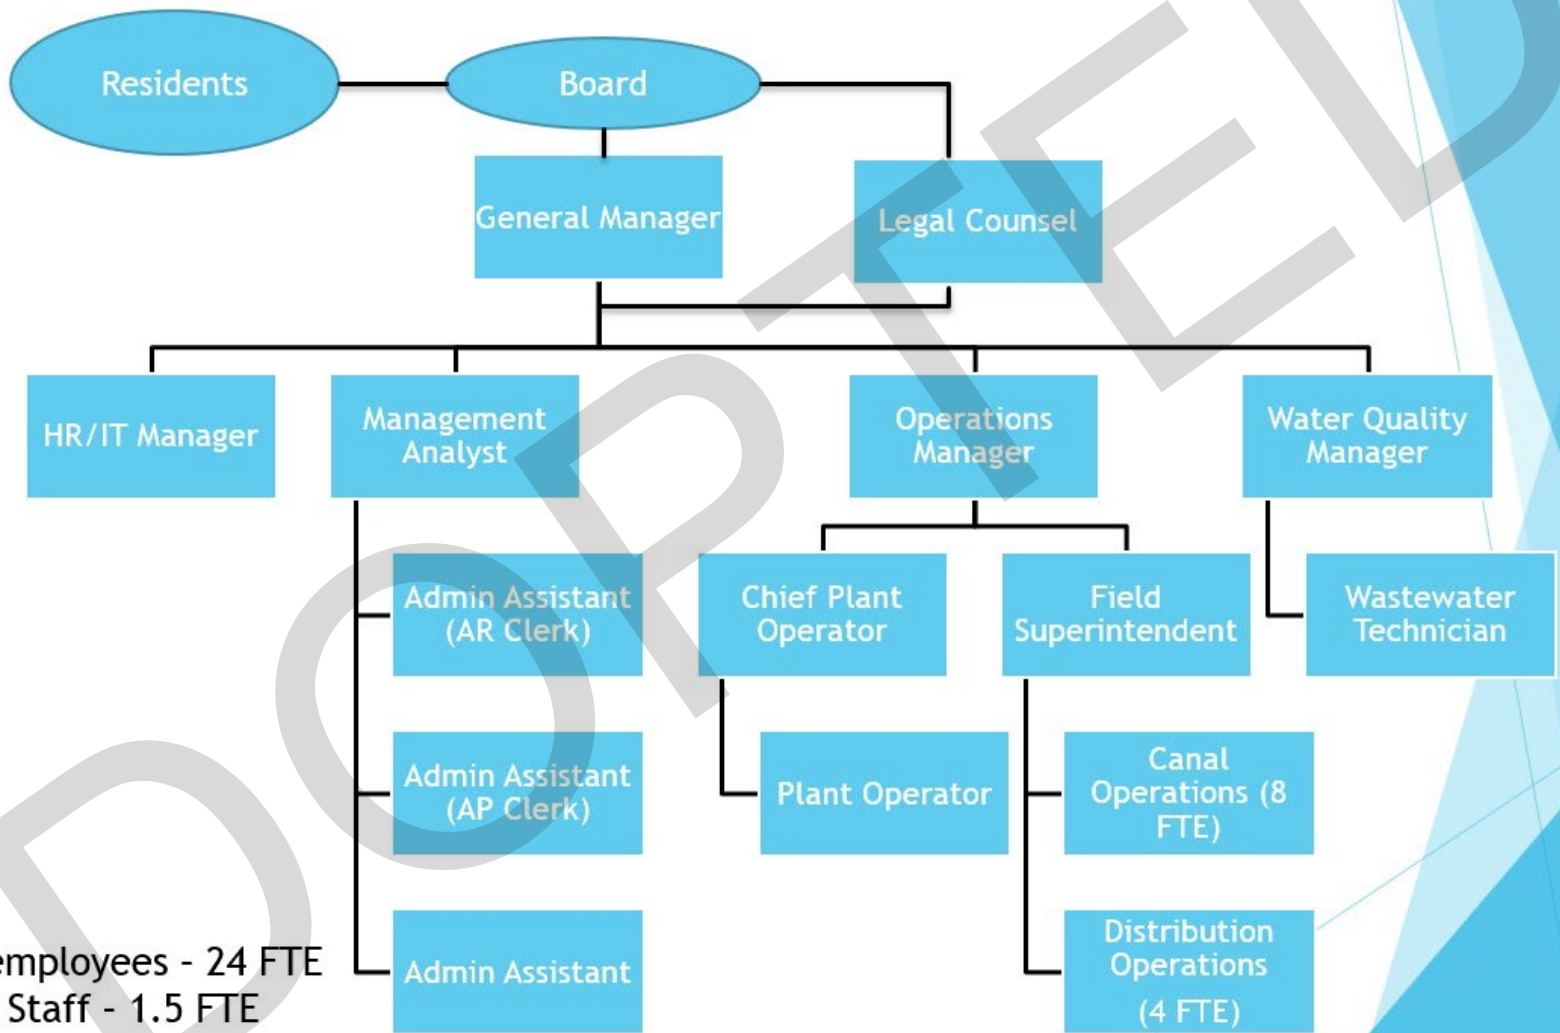 Residents
Board
General Manager
Legal Counsel
HR/IT Manager
Management
Analyst
Operations
Manager
Water Quality
Manager
Admin Assistant
(AR Clerk)
Chief Plant
Operator
Field
Superintendent
Wastewater
Technician
Admin Assistant
(AP Clerk)
Plant Operator
Canal
Operations (8
FTE)
Admin Assistant
Distribution
Operations
(4 FTE)
employees - 24 FTE
Staff - 1.5 FTE
DOPTED